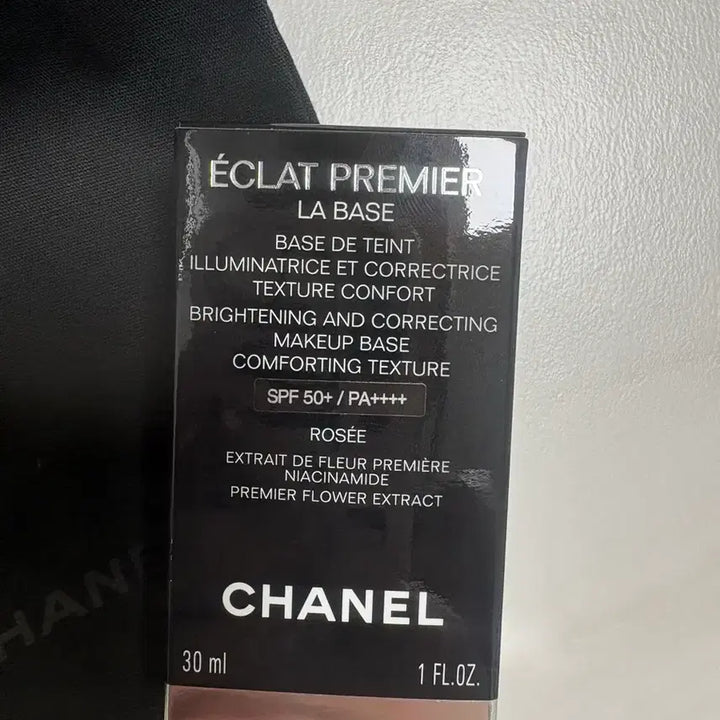 ÉCLAT PREMIER
LA BASE
BASE DE TEINT
ILLUMINATRICE ET CORRECTRICE
TEXTURE CONFORT
BRIGHTENING AND CORRECTING
MAKEUP BASE
COMFORTING TEXTURE
SPF 50+ / PA++++
ROSÉE
EXTRAIT DE FLEUR PREMIÈRE
NIACINAMIDE
PREMIER FLOWER EXTRACT
CHANEL
30 ml
1 FL.OZ.
HANE